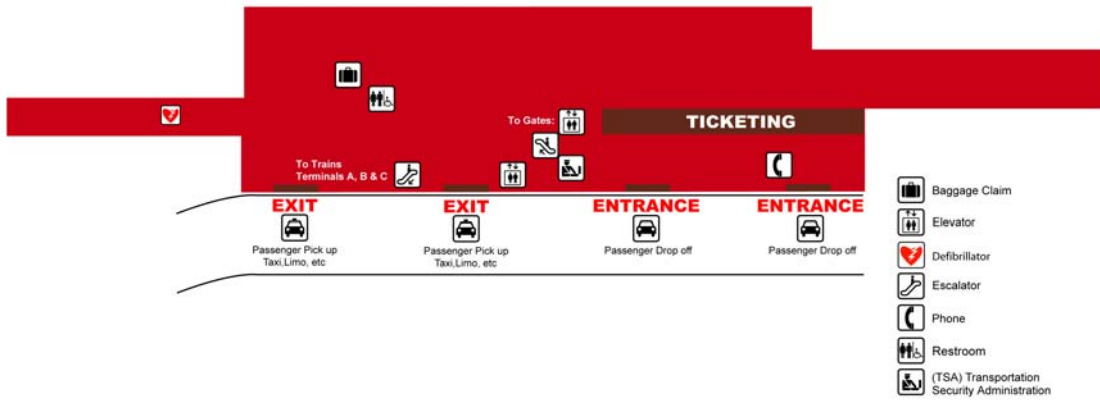 To Gates:
TICKETING
To Trains
Terminals A, B & C
EXIT
EXIT
ENTRANCE
ENTRANCE
Passenger Pick up
Taxi,Limo, etc
Passenger Pick up
Taxi,Limo, etc
Passenger Drop off
Passenger Drop off
Baggage Claim
Elevator
Defibrillator
Escalator
Phone
Restroom
(TSA) Transportation
Security Administration